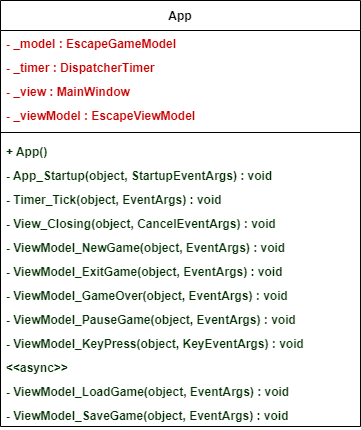 App
- _model : EscapeGameModel
- _timer : DispatcherTimer
- _view : MainWindow
- _viewModel : EscapeViewModel
+ App()
- App_Startup(object, StartupEventArgs) : void
- Timer_Tick(object, EventArgs) : void
- View_Closing(object, CancelEventArgs) : void
- ViewModel_NewGame(object, EventArgs) : void
- ViewModel_ExitGame(object, EventArgs) : void
- ViewModel_GameOver(object, EventArgs) : void
- ViewModel_PauseGame(object, EventArgs) : void
- ViewModel_KeyPress(object, KeyEventArgs) : void
<<async>>
- ViewModel_LoadGame(object, EventArgs) : void
- ViewModel_SaveGame(object, EventArgs) : void